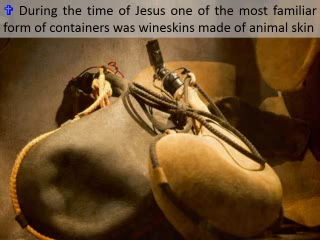 ✞ During the time of Jesus one of the most familiar
form of containers was wineskins made of animal skin